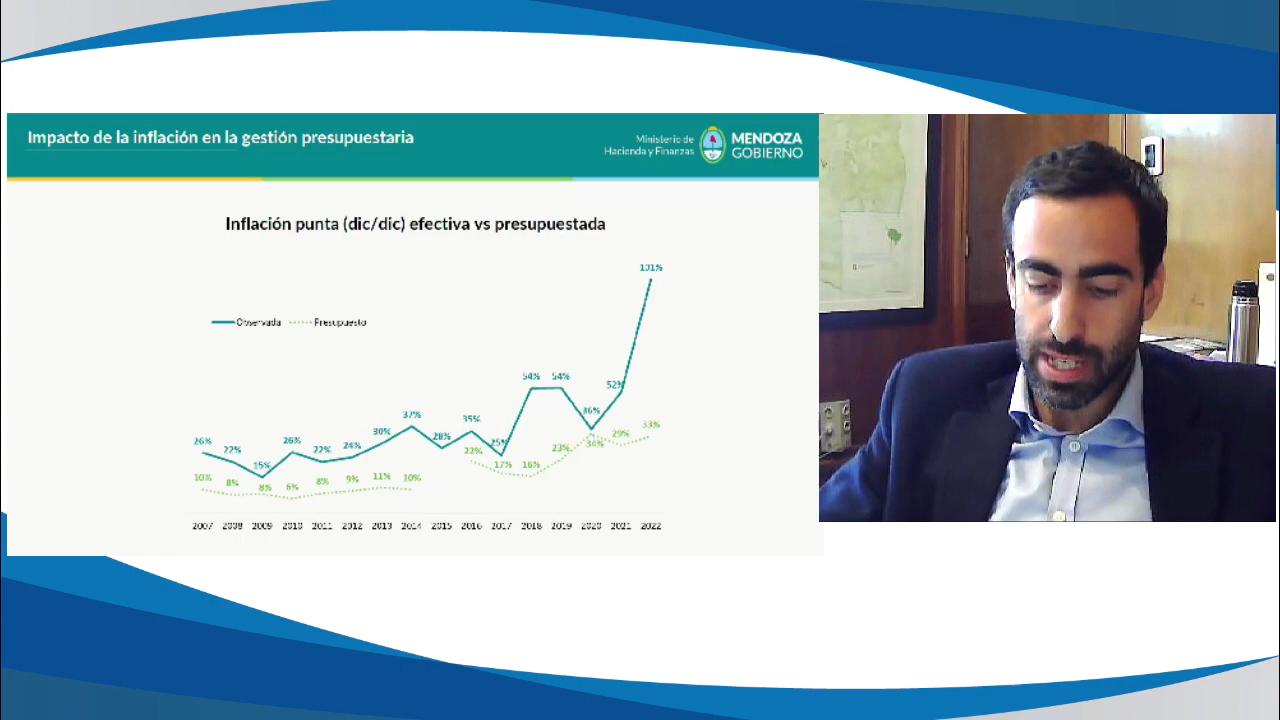 Impacto de la inflación en la gestión presupuestaria
Ministerio de
Hacienda y Finanzas
MENDOZA
GOBIERNO
Inflación punta (dic/dic) efectiva vs presupuestada
Observada Presupuesto
101%
54% 54% 52%
37% 35% 36%
26% 22% 15% 26% 22% 24% 30% 28% 25%
10% 8% 8% 6% 8% 9% 11% 10% 22% 17% 16% 23% 34% 29% 33%
2007 2008 2009 2010 2011 2012 2013 2014 2015 2016 2017 2018 2019 2020 2021 2022